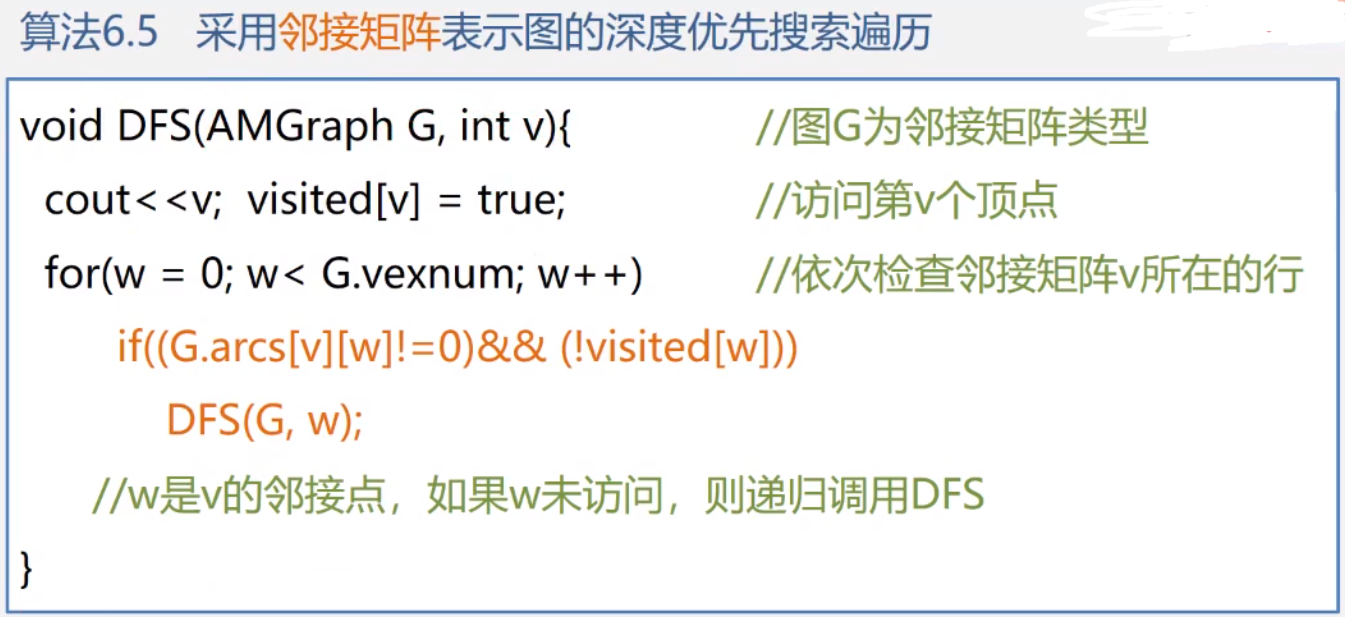 算法6.5 采用邻接矩阵表示图的深度优先搜索遍历
void DFS(AMGraph G, int v){ //图G为邻接矩阵类型
cout<<v; visited[v] = true; //访问第v个顶点
for(w = 0; w< G.vexnum; w++) //依次检查邻接矩阵v所在的行
if((G.arcs[v][w]!=0)&& (!visited[w]))
DFS(G, w);
//w是v的邻接点，如果w未访问，则递归调用DFS
}